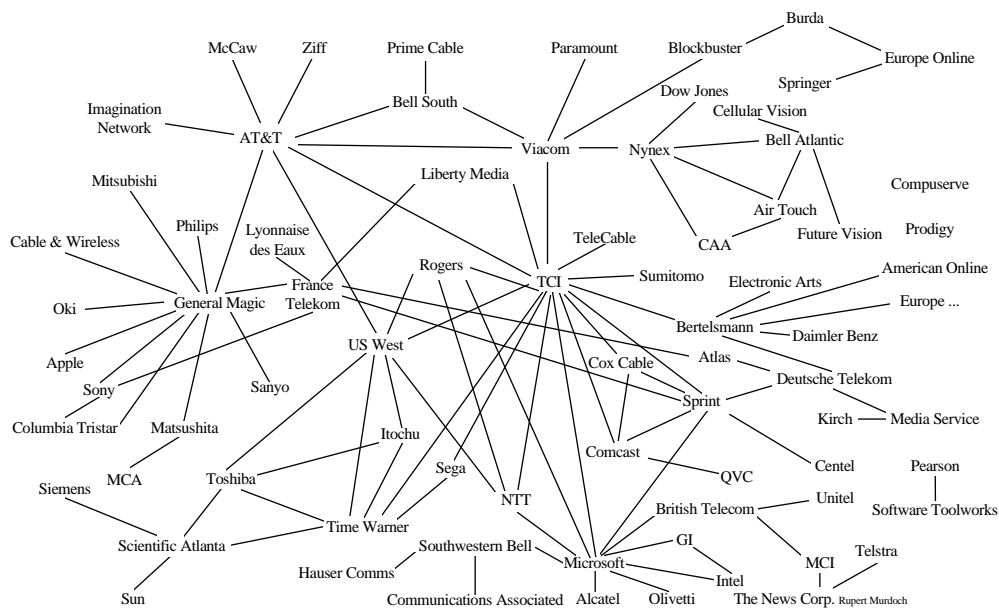 Burda
McCaw
Ziff
Prime Cable
Paramount
Blockbuster
Europe Online
Springer
Dow Jones
Imagination
Network
Bell South
Cellular Vision
AT&T
Viacom
Nynex
Bell Atlantic
Mitsubishi
Liberty Media
Compuserve
Philips
Lyonnaise
des Eaux
Air Touch
Cable & Wireless
TeleCable
CAA
Future Vision
Prodigy
Rogers
American Online
France
Telekom
TCI
Sumitomo
Electronic Arts
Oki
General Magic
Europe ...
Bertelsmann
Daimler Benz
US West
Apple
Cox Cable
Atlas
Sony
Sanyo
Deutsche Telekom
Sprint
Columbia Tristar
Matsushita
Kirch
Media Service
Itochu
Comcast
MCA
Toshiba
Sega
QVC
Centel
Pearson
Siemens
NTT
Unitel
British Telecom
Software Toolworks
Time Warner
Scientific Atlanta
Southwestern Bell
GI
Telstra
Hauser Comms
Microsoft
MCI
Intel
Sun
Communications Associated
Alcatel
Olivetti
The News Corp. Rupert Murdoch